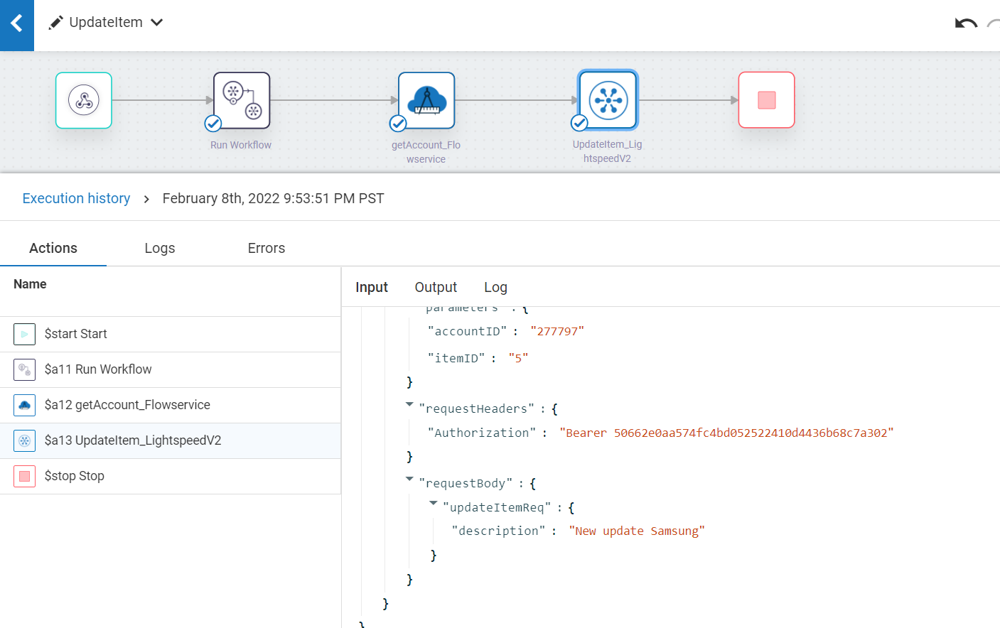 UpdateItem
Run Workflow
getAccount_Flo
wservice
UpdateItem_Lig
htspeedV2
Execution history > February 8th, 2022 9:53:51 PM PST
Actions Logs Errors
Name
$start Start
$a11 Run Workflow
$a12 getAccount_Flowservice
$a13 UpdateItem_LightspeedV2
$stop Stop
Input Output Log
parameters" : {
"accountID" : "277797"
"itemID" : "5"
}
"requestHeaders" : {
"Authorization" : "Bearer 50662e0aa574fc4bd052522410d4436b68c7a302"
}
"requestBody" : {
"updateItemReq" : {
"description" : "New update Samsung"
}
}
}
}